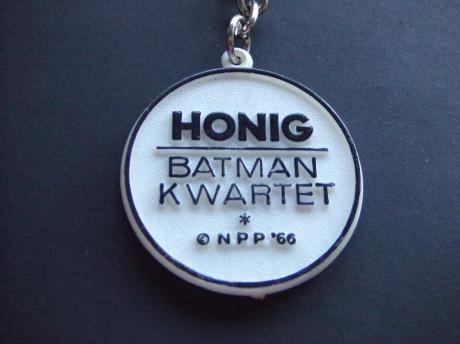 HONIG
BATMAN
KWARTET
*
© NPP '66